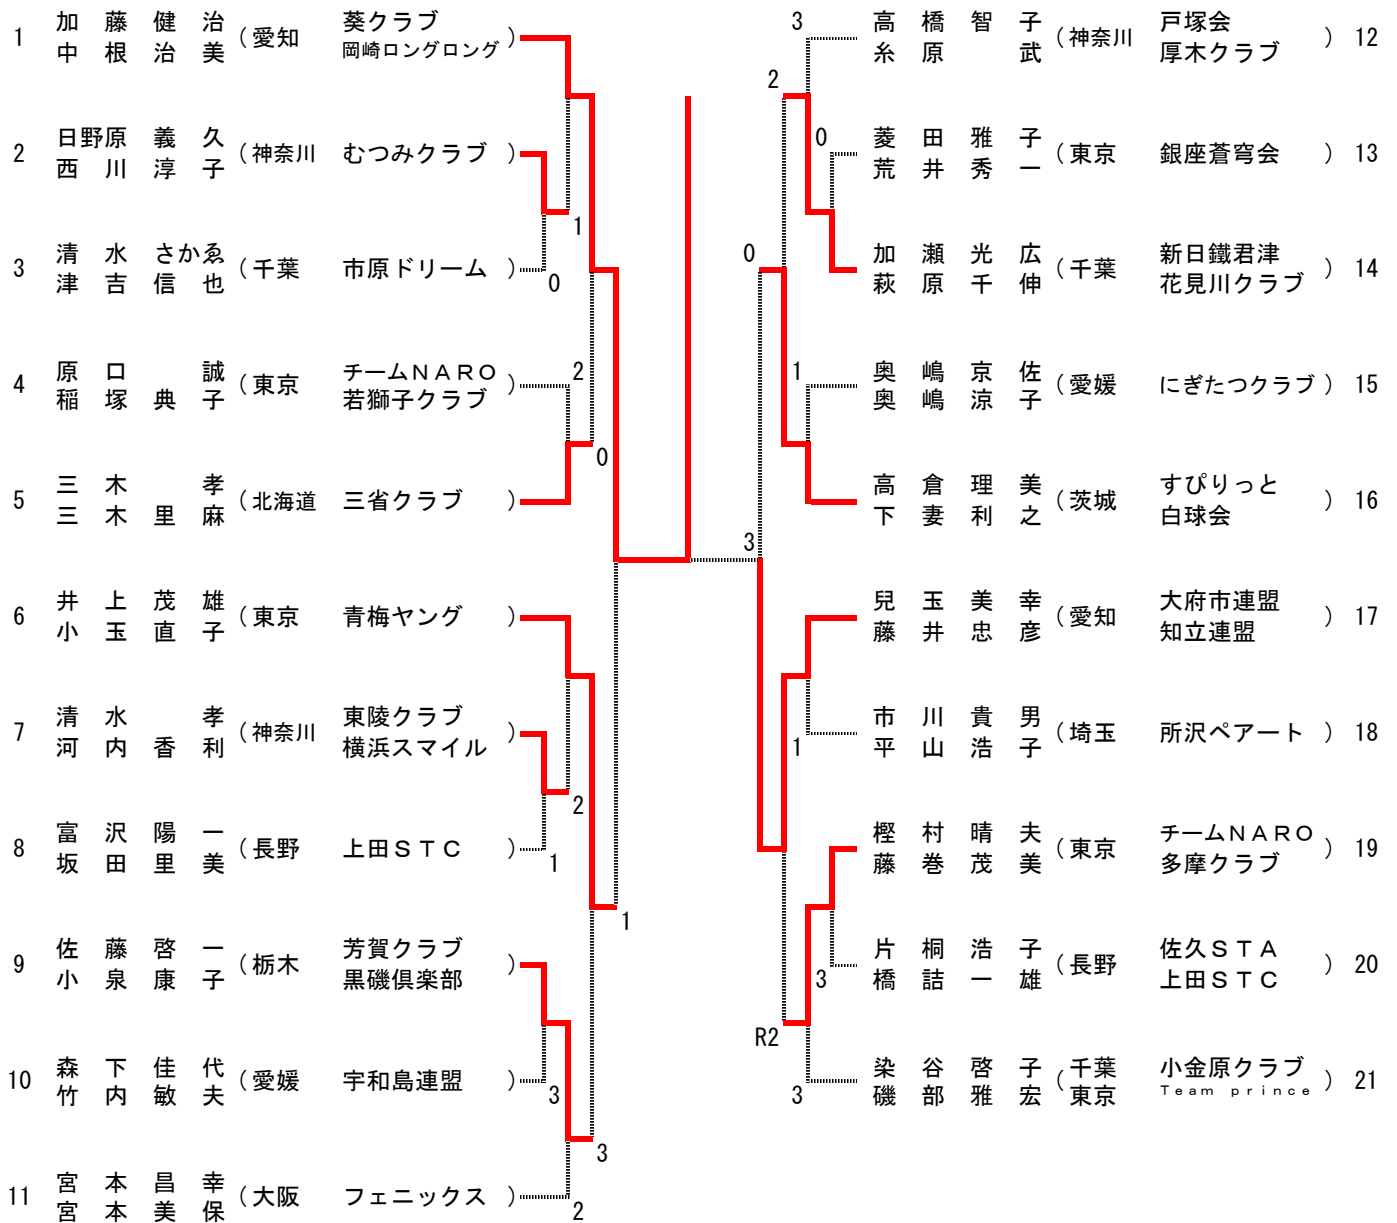 1 加藤健治 (愛知 葵クラブ )
中根治美 岡崎ロングロング
2 日野原義久 (神奈川 むつみクラブ )
西川淳子
1
3 清水さかゑ (千葉 市原ドリーム )
津吉信也
0
2
4 原口誠 (東京 チームNARO )
稲塚典子 若獅子クラブ
0
5 三木孝 (北海道 三省クラブ )
三木里麻
6 井上茂雄 (東京 青梅ヤング )
小玉直子
7 清水孝 (神奈川 東陵クラブ )
河内香利 横浜スマイル
2
8 富沢陽一 (長野 上田STC )
坂田里美
1
1
9 佐藤啓一 (栃木 芳賀クラブ )
小泉康子 黒磯倶楽部
10 森下佳代 (愛媛 宇和島連盟 )
竹内敏夫
3
3
11 宮本昌幸 (大阪 フェニックス )
宮本美保
2
3
高橋智子 (神奈川 戸塚会 ) 12
糸原武 厚木クラブ
2
0
菱田雅子 (東京 銀座蒼穹会 ) 13
荒井秀一
0
加瀬光広 (千葉 新日鐵君津 ) 14
萩原千伸 花見川クラブ
1
奥嶋京佐 (愛媛 にぎたつクラブ ) 15
奥嶋涼子
高倉理美 (茨城 すぴりっと ) 16
下妻利之 白球会
3
兒玉美幸 (愛知 大府市連盟 ) 17
藤井忠彦 知立連盟
市川貴男 (埼玉 所沢ペアート ) 18
平山浩子
1
樫村晴夫 (東京 チームNARO ) 19
藤巻茂美 多摩クラブ
片桐浩子 (長野 佐久STA ) 20
橋詰一雄 上田STC
3
R2
染谷啓子 (千葉 小金原クラブ ) 21
磯部雅宏 東京 Team prince
3